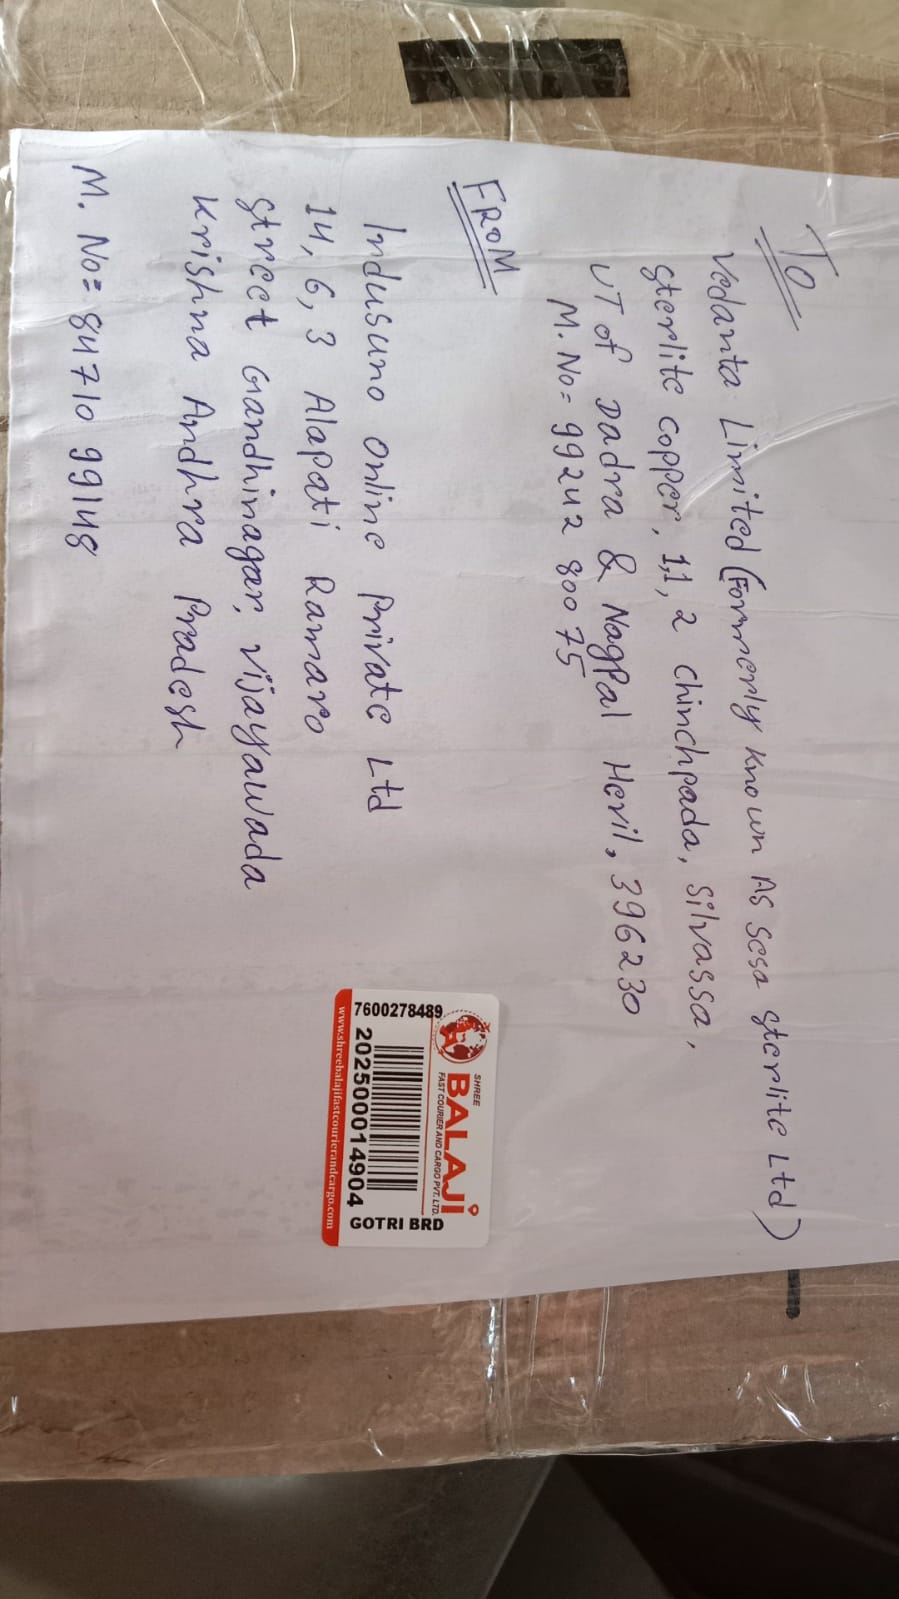 To
Vedanta Limited (Formerly Known As Sesa Sterlite Ltd)
Sterlite Copper, 1,1, 2 Chinchpada, Silvassa,
UT of Dadra & Nagpal Hevil, 396230
M. No = 99242 80075
FROM
Indusuno Online Private Ltd
14, 6, 3 Alapati Ramaro
Street Gandhinagar, Vijayawada
Krishna Andhra Pradesh
M. No = 84710 99148
SHREE
BALAJI
FAST COURIER AND CARGO PVT. LTD.
7600278489
202500014904
GOTRI BRD
www.shreebalajifastcourierandcargo.com